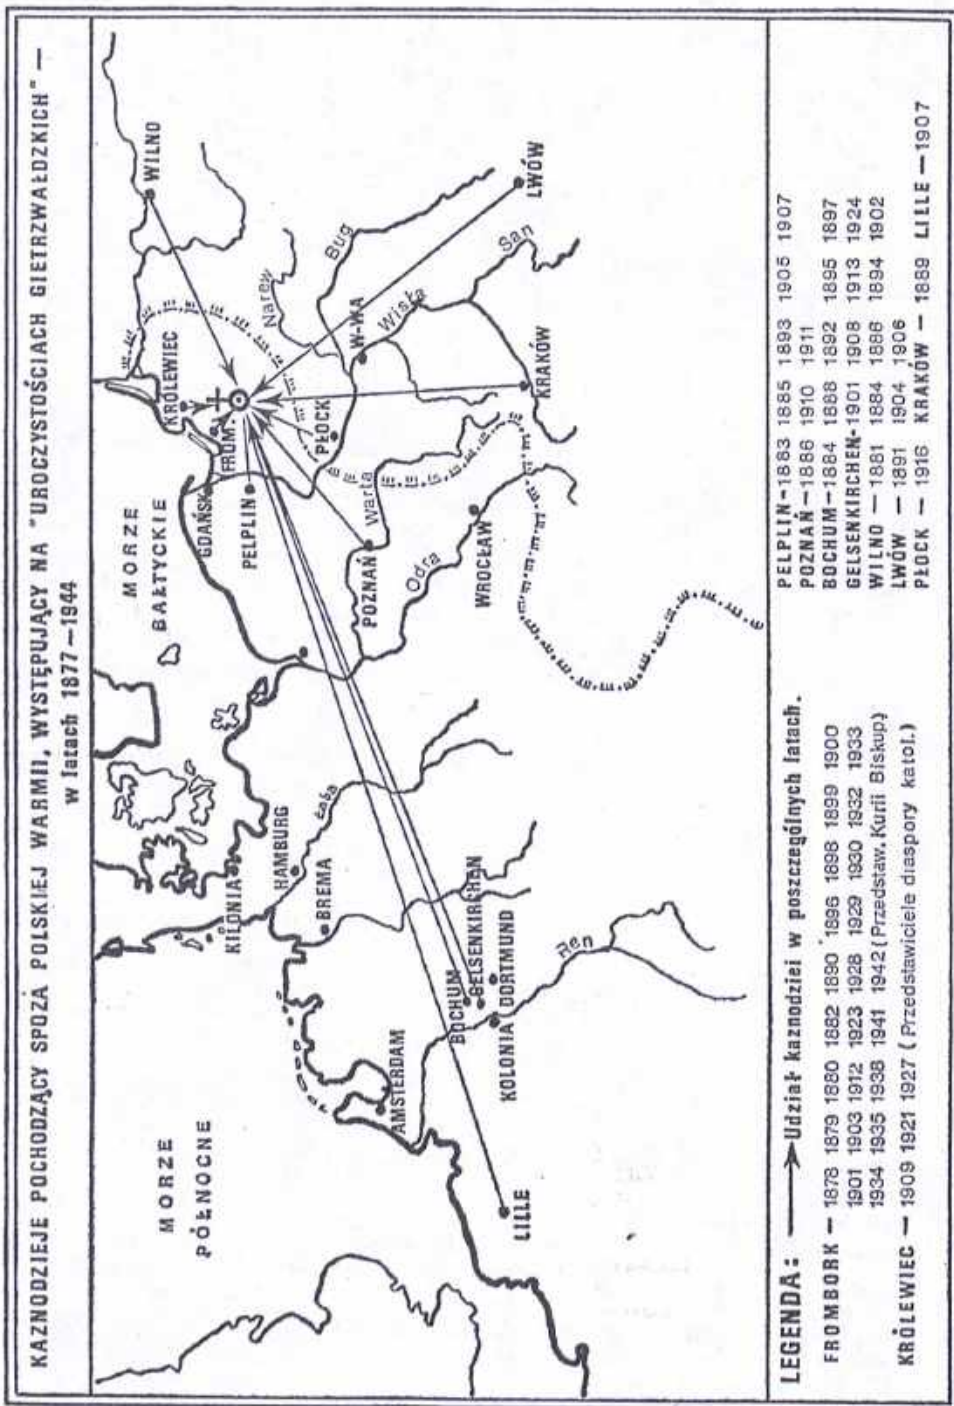 KAZNODZIEJE POCHODZĄCY SPOZA POLSKIEJ WARMII, WYSTĘPUJĄCY NA "UROCZYSTOŚCIACH GIETRZWAŁDZKICH" —
w latach 1877—1944
MORZE
PÓŁNOCNE
MORZE
BAŁTYCKIE
WILNO
KRÓLEWIEC
FROM.
GDAŃSK
PELPLIN
KILONIA
HAMBURG
BREMA
Łaba
AMSTERDAM
BOCHUM
GELSENKIRCHEN
KOLONIA
DORTMUND
Ren
LILLE
POZNAŃ
Warta
Odra
WROCŁAW
PŁOCK
W-WA
Narew
Bug
Wisła
San
KRAKÓW
LWÓW
LEGENDA: Udział kaznodziei w poszczególnych latach.
FROMBORK — 1878 1879 1880 1882 1890 1896 1898 1899 1900
1901 1903 1912 1923 1928 1929 1930 1932 1933
1934 1935 1938 1941 1942 (Przedstaw. Kurii Biskup)
KRÓLEWIEC — 1909 1921 1927 (Przedstawiciele diaspory katol.)
PELPLIN-1883 1885 1893 1905 1907
POZNAŃ-1886 1910 1911
BOCHUM-1884 1888 1892 1895 1897
GELSENKIRCHEN-1901 1908 1913 1924
WILNO — 1881 1884 1886 1894 1902
LWÓW — 1891 1904 1906
PŁOCK — 1916 KRAKÓW — 1889 LILLE —1907